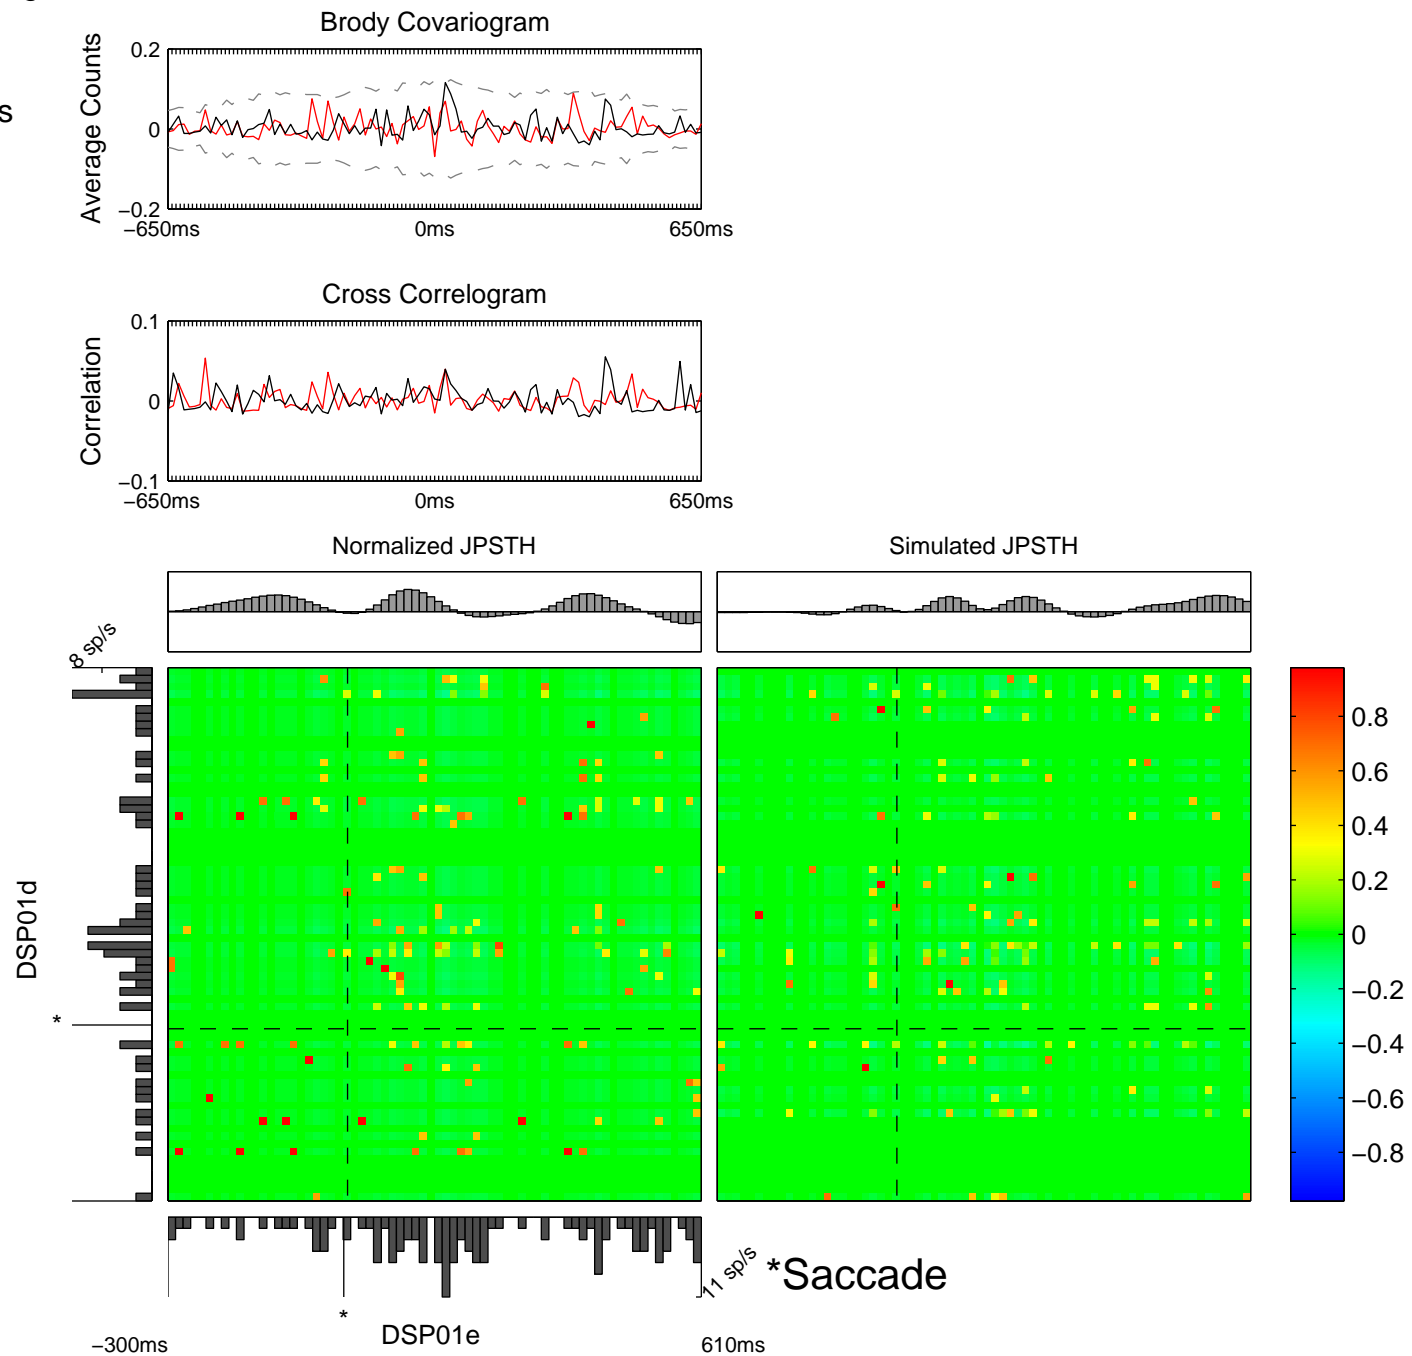 g
Brody Covariogram
s
Average Counts
0.2
0
−0.2
−650ms
0ms
650ms
Cross Correlogram
Correlation
0.1
0
−0.1
−650ms
0ms
650ms
Normalized JPSTH
Simulated JPSTH
8 sp/s
DSP01d
*
0.8
0.6
0.4
0.2
0
−0.2
−0.4
−0.6
−0.8
11 sp/s
*Saccade
*
DSP01e
−300ms
610ms